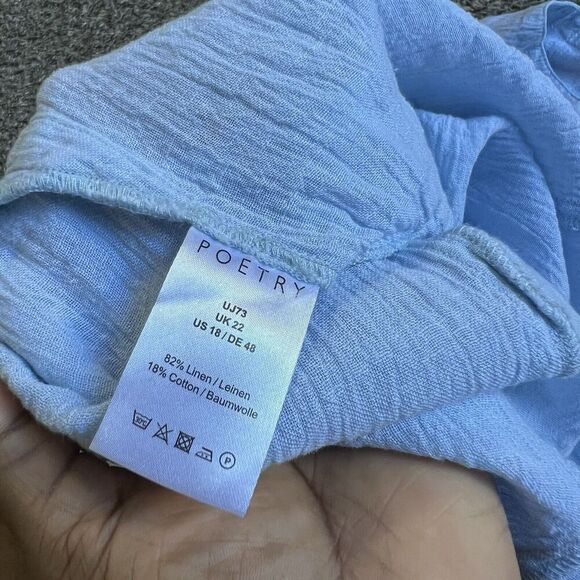 POETRY
UJ73
UK 22
US 18 / DE 48
82% Linen / Leinen
18% Cotton / Baumwolle
P